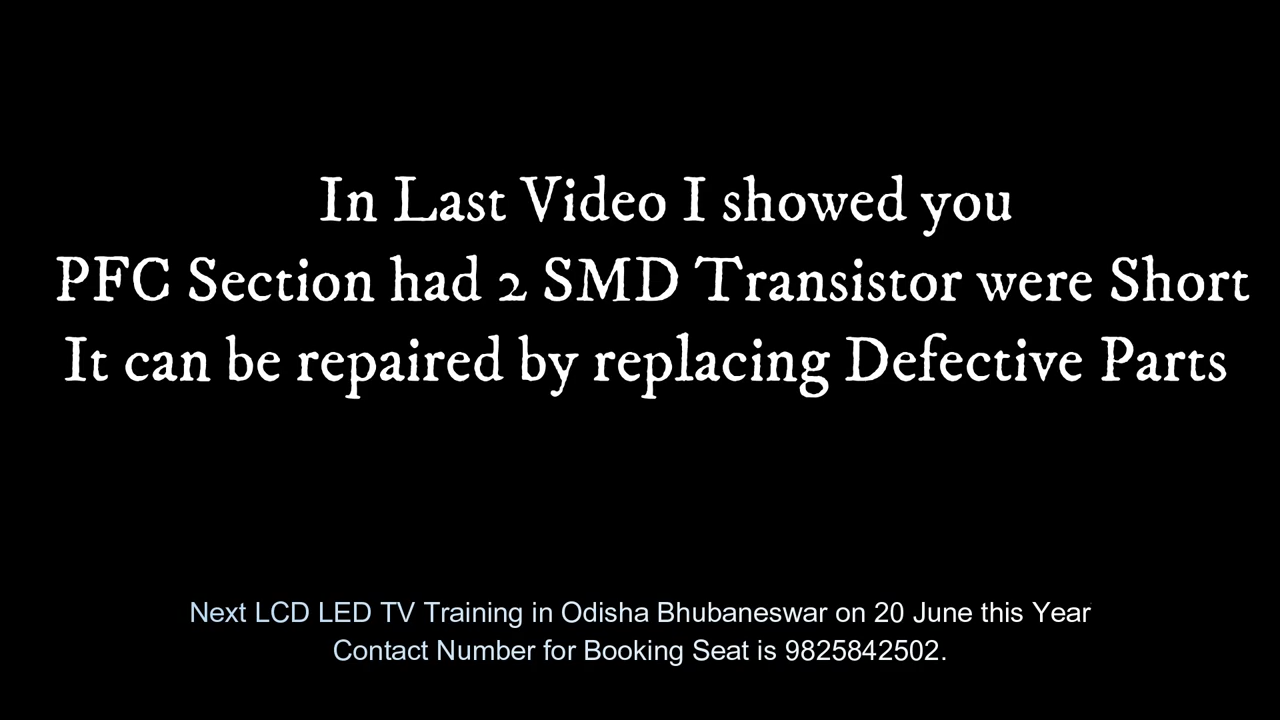 In Last Video I showed you
PFC Section had 2 SMD Transistor were Short
It can be repaired by replacing Defective Parts
Next LCD LED TV Training in Odisha Bhubaneswar on 20 June this Year
Contact Number for Booking Seat is 9825842502.